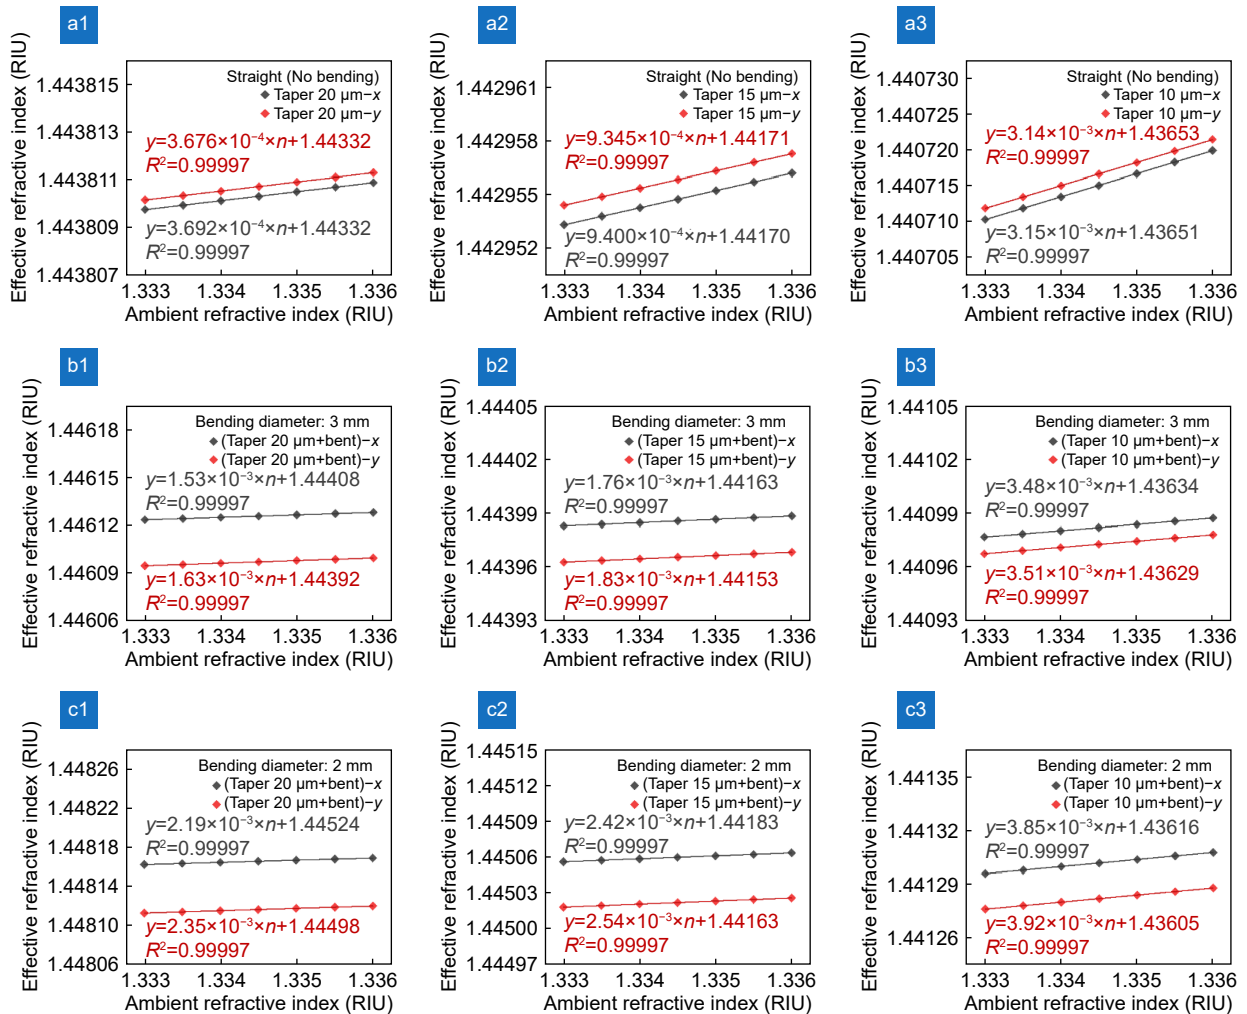 a1
Effective refractive index (RIU)
1.443815
1.443813
1.443811
1.443809
1.443807
Straight (No bending)
Taper 20 μm−x
Taper 20 μm−y
y=3.676×10⁻⁴×n+1.44332
R²=0.99997
y=3.692×10⁻⁴×n+1.44332
R²=0.99997
1.333 1.334 1.335 1.336
Ambient refractive index (RIU)
a2
Effective refractive index (RIU)
1.442961
1.442958
1.442955
1.442952
Straight (No bending)
Taper 15 μm−x
Taper 15 μm−y
y=9.345×10⁻⁴×n+1.44171
R²=0.99997
y=9.400×10⁻⁴×n+1.44170
R²=0.99997
1.333 1.334 1.335 1.336
Ambient refractive index (RIU)
a3
Effective refractive index (RIU)
1.440730
1.440725
1.440720
1.440715
1.440710
1.440705
Straight (No bending)
Taper 10 μm−x
Taper 10 μm−y
y=3.14×10⁻³×n+1.43653
R²=0.99997
y=3.15×10⁻³×n+1.43651
R²=0.99997
1.333 1.334 1.335 1.336
Ambient refractive index (RIU)
b1
Effective refractive index (RIU)
1.44618
1.44615
1.44612
1.44609
1.44606
Bending diameter: 3 mm
(Taper 20 μm+bent)−x
(Taper 20 μm+bent)−y
y=1.53×10⁻³×n+1.44408
R²=0.99997
y=1.63×10⁻³×n+1.44392
R²=0.99997
1.333 1.334 1.335 1.336
Ambient refractive index (RIU)
b2
Effective refractive index (RIU)
1.44405
1.44402
1.44399
1.44396
1.44393
Bending diameter: 3 mm
(Taper 15 μm+bent)−x
(Taper 15 μm+bent)−y
y=1.76×10⁻³×n+1.44163
R²=0.99997
y=1.83×10⁻³×n+1.44153
R²=0.99997
1.333 1.334 1.335 1.336
Ambient refractive index (RIU)
b3
Effective refractive index (RIU)
1.44105
1.44102
1.44099
1.44096
1.44093
Bending diameter: 3 mm
(Taper 10 μm+bent)−x
(Taper 10 μm+bent)−y
y=3.48×10⁻³×n+1.43634
R²=0.99997
y=3.51×10⁻³×n+1.43629
R²=0.99997
1.333 1.334 1.335 1.336
Ambient refractive index (RIU)
c1
Effective refractive index (RIU)
1.44826
1.44822
1.44818
1.44814
1.44810
1.44806
Bending diameter: 2 mm
(Taper 20 μm+bent)−x
(Taper 20 μm+bent)−y
y=2.19×10⁻³×n+1.44524
R²=0.99997
y=2.35×10⁻³×n+1.44498
R²=0.99997
1.333 1.334 1.335 1.336
Ambient refractive index (RIU)
c2
Effective refractive index (RIU)
1.44515
1.44512
1.44509
1.44506
1.44503
1.44500
1.44497
Bending diameter: 2 mm
(Taper 15 μm+bent)−x
(Taper 15 μm+bent)−y
y=2.42×10⁻³×n+1.44183
R²=0.99997
y=2.54×10⁻³×n+1.44163
R²=0.99997
1.333 1.334 1.335 1.336
Ambient refractive index (RIU)
c3
Effective refractive index (RIU)
1.44135
1.44132
1.44129
1.44126
Bending diameter: 2 mm
(Taper 10 μm+bent)−x
(Taper 10 μm+bent)−y
y=3.85×10⁻³×n+1.43616
R²=0.99997
y=3.92×10⁻³×n+1.43605
R²=0.99997
1.333 1.334 1.335 1.336
Ambient refractive index (RIU)